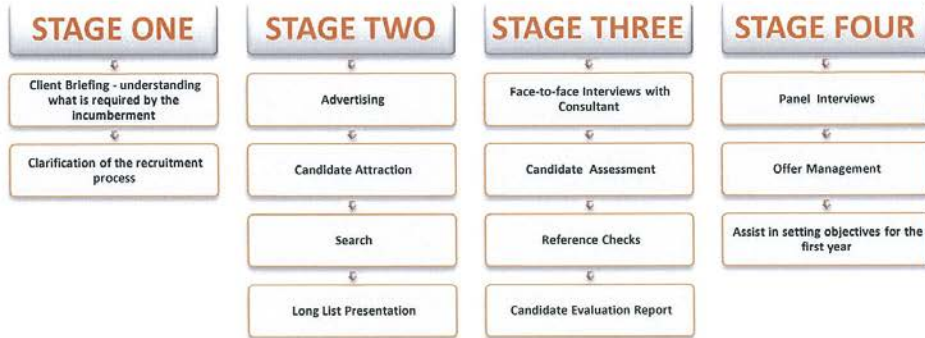 STAGE ONE
Client Briefing - understanding
what is required by the
incumberment
Clarification of the recruitment
process
STAGE TWO
Advertising
Candidate Attraction
Search
Long List Presentation
STAGE THREE
Face-to-face Interviews with
Consultant
Candidate Assessment
Reference Checks
Candidate Evaluation Report
STAGE FOUR
Panel Interviews
Offer Management
Assist in setting objectives for the
first year